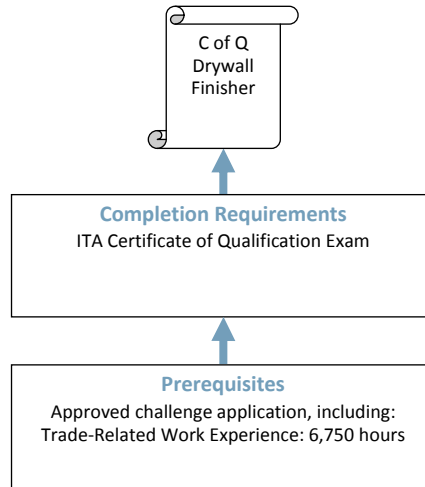 C of Q
Drywall
Finisher
Completion Requirements
ITA Certificate of Qualification Exam
Prerequisites
Approved challenge application, including:
Trade-Related Work Experience: 6,750 hours